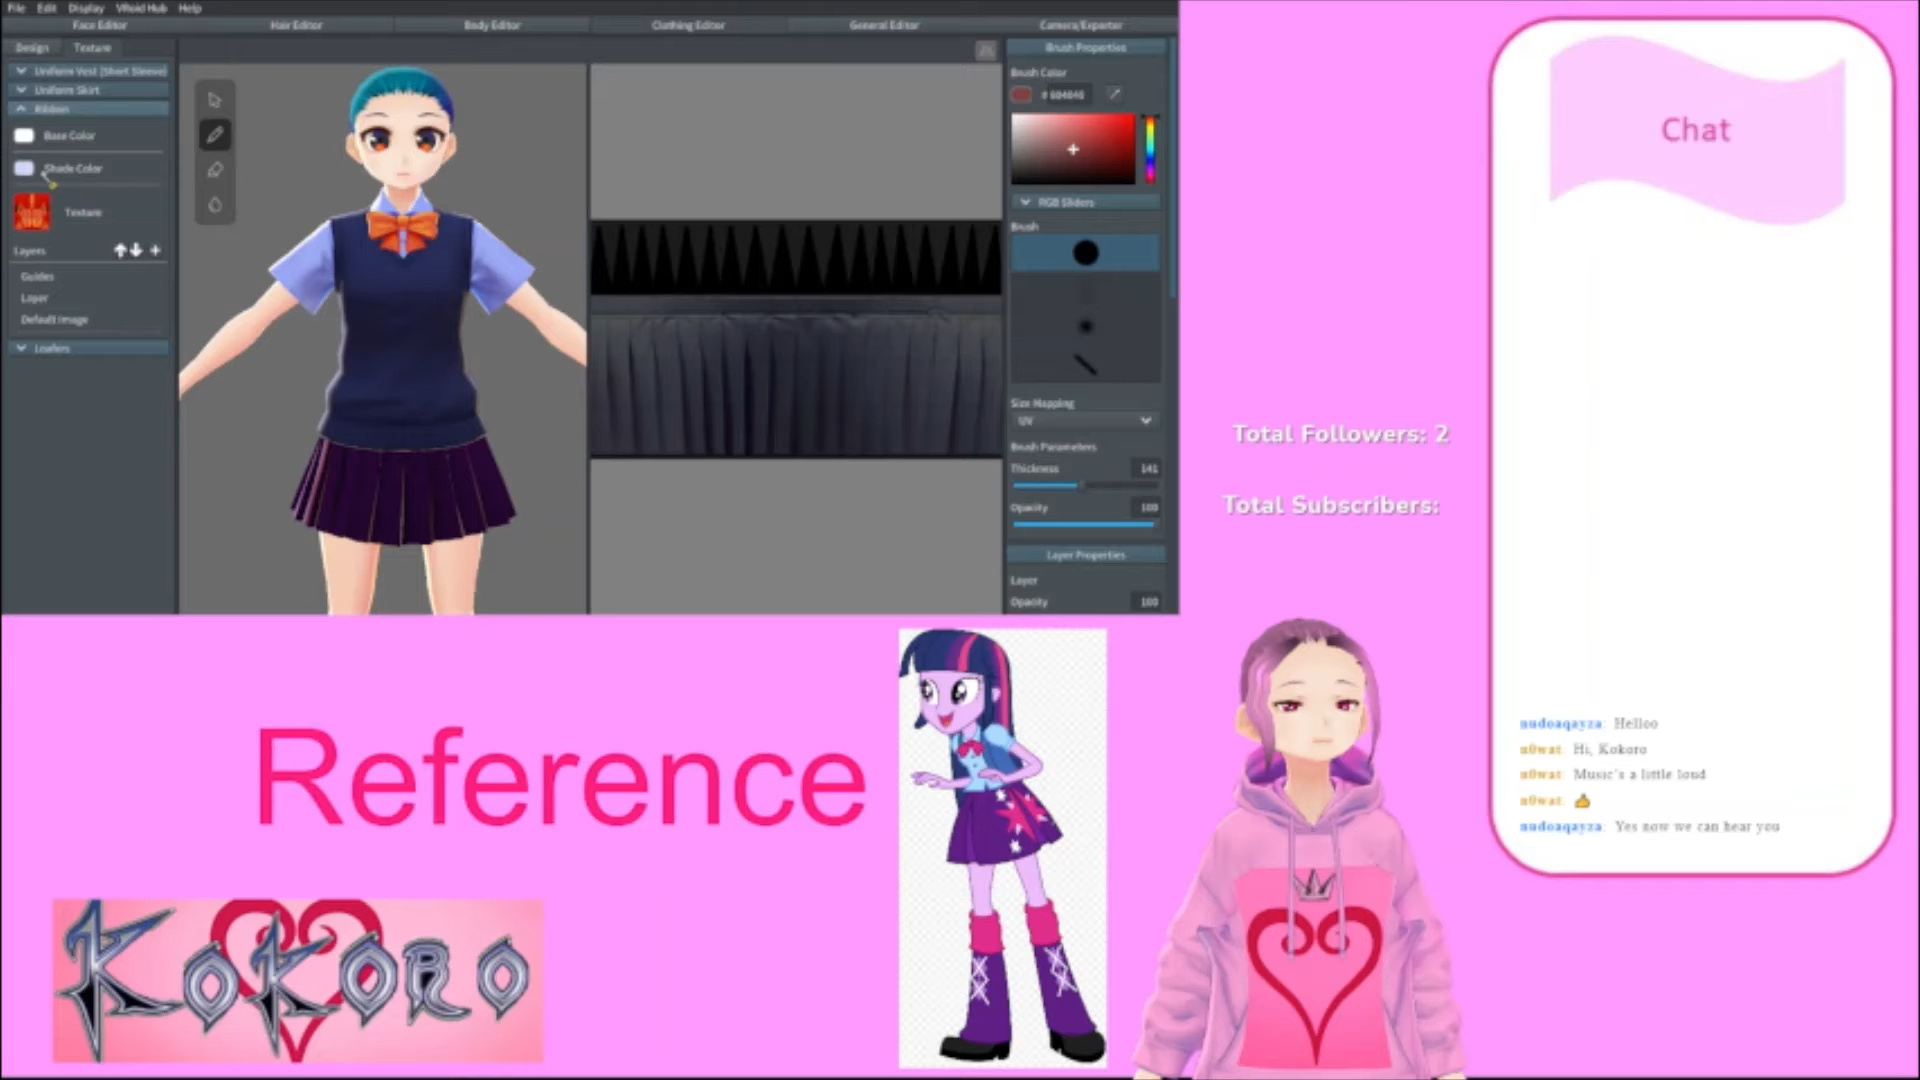 File Edit Display VRoid Hub Help
Face Editor Hair Editor Body Editor Clothing Editor General Editor Camera/Exporter
Design Texture
Uniform Vest (Short Sleeve)
Uniform Skirt
Ribbon
Base Color
Shade Color
Texture
Layers
Guides
Layer
Default Image
Loafers
Brush Properties
Brush Color
RGB Sliders
Brush
Size Mapping
UV
Brush Parameters
Thickness 141
Opacity 100
Layer Properties
Layer
Opacity 100
Total Followers: 2
Total Subscribers:
Chat
nudoaqayza: Helloo
n0wat: Hi, Kokoro
n0wat: Music's a little loud
n0wat: 👍
nudoaqayza: Yes now we can hear you
Reference
KOKORO